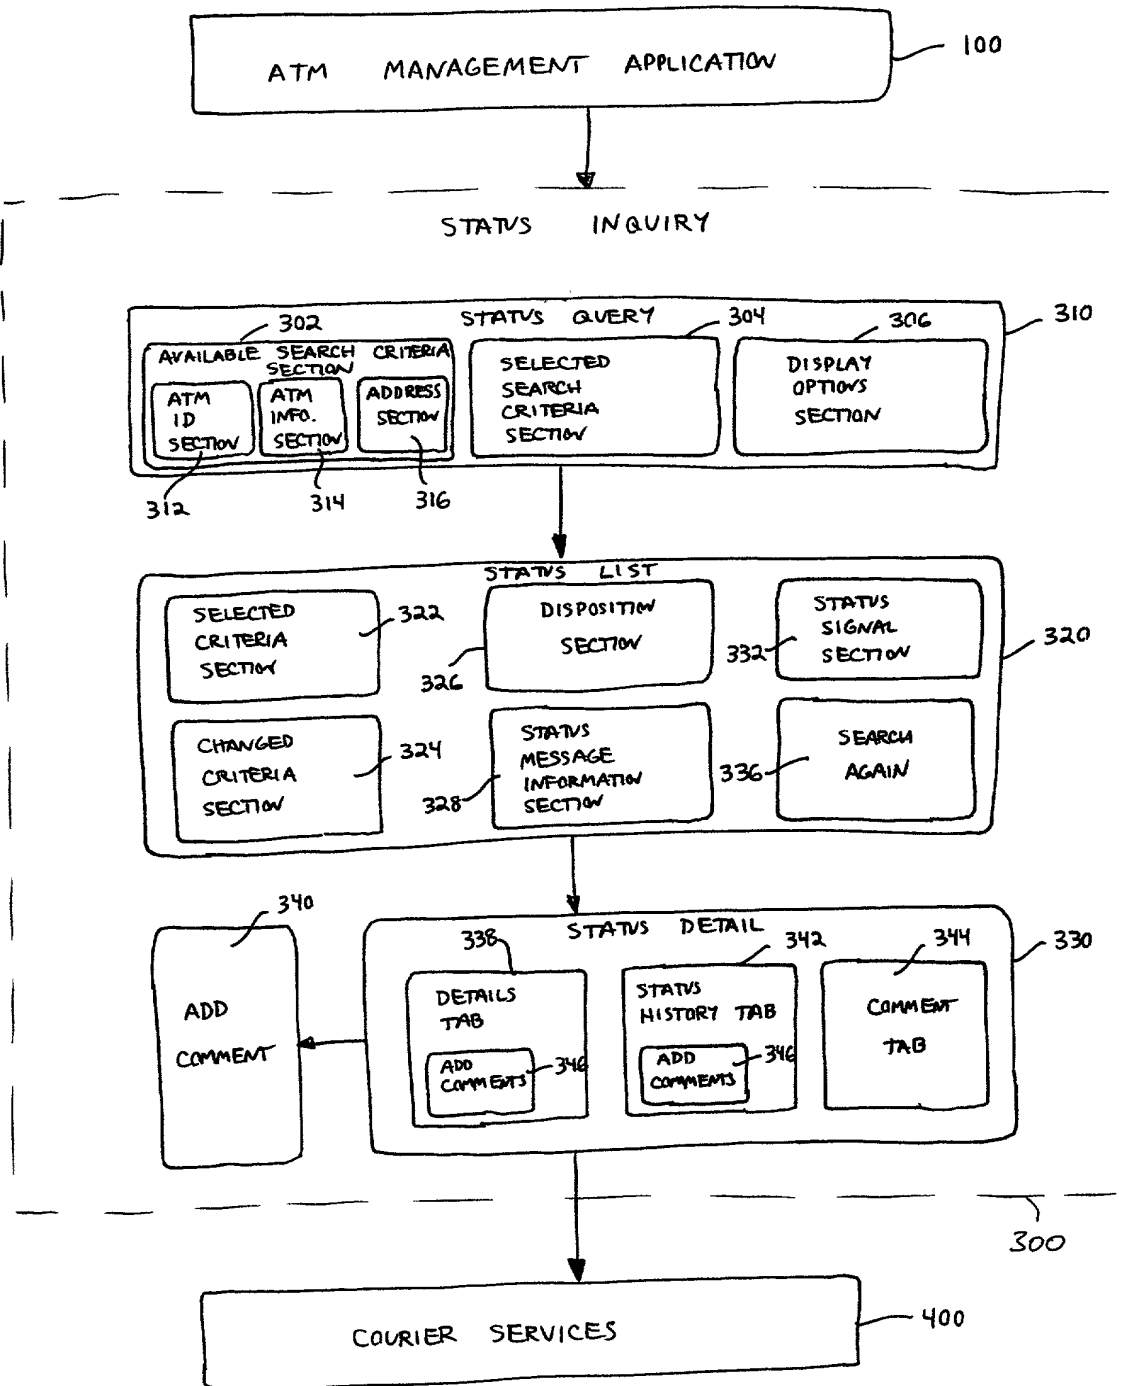 ATM MANAGEMENT APPLICATION
100
STATUS INQUIRY
STATUS QUERY
310
302
AVAILABLE SEARCH CRITERIA
SECTION
ATM
ID
SECTION
312
ATM
INFO.
SECTION
314
ADDRESS
SECTION
316
304
SELECTED
SEARCH
CRITERIA
SECTION
306
DISPLAY
OPTIONS
SECTION
STATUS LIST
320
SELECTED
CRITERIA
SECTION
322
DISPOSITION
SECTION
326
STATUS
SIGNAL
SECTION
332
CHANGED
CRITERIA
SECTION
324
STATUS
MESSAGE
INFORMATION
SECTION
328
SEARCH
AGAIN
336
340
ADD
COMMENT
STATUS DETAIL
330
338
DETAILS
TAB
ADD
COMMENTS
346
342
STATUS
HISTORY TAB
ADD
COMMENTS
346
344
COMMENT
TAB
300
COURIER SERVICES
400